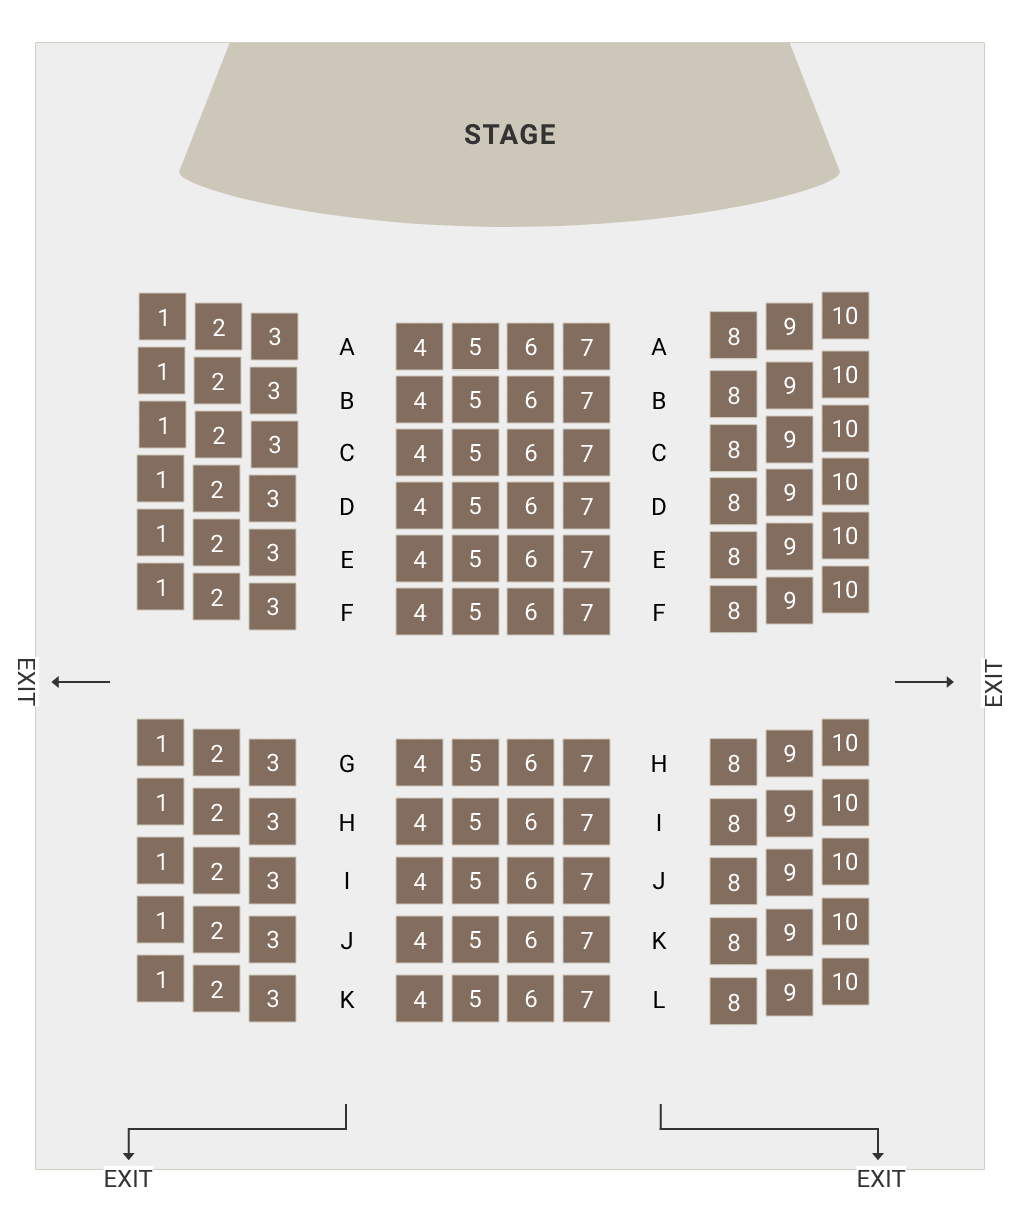 STAGE
1 2 3 A 4 5 6 7 A 8 9 10
1 2 3 B 4 5 6 7 B 8 9 10
1 2 3 C 4 5 6 7 C 8 9 10
1 2 3 D 4 5 6 7 D 8 9 10
1 2 3 E 4 5 6 7 E 8 9 10
1 2 3 F 4 5 6 7 F 8 9 10
EXIT EXIT
1 2 3 G 4 5 6 7 H 8 9 10
1 2 3 H 4 5 6 7 I 8 9 10
1 2 3 I 4 5 6 7 J 8 9 10
1 2 3 J 4 5 6 7 K 8 9 10
1 2 3 K 4 5 6 7 L 8 9 10
EXIT EXIT